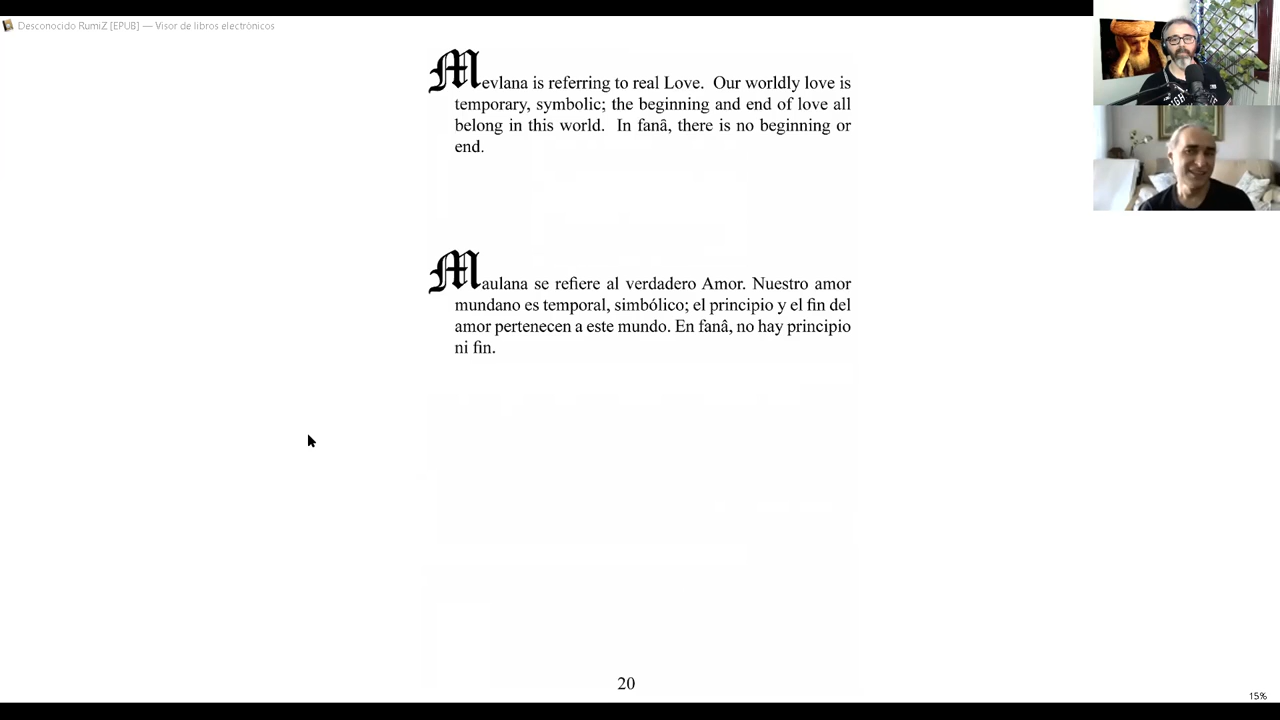 Desconocido RumiZ [EPUB] — Visor de libros electrónicos
Mevlana is referring to real Love. Our worldly love is
temporary, symbolic; the beginning and end of love all
belong in this world. In fanâ, there is no beginning or
end.
Maulana se refiere al verdadero Amor. Nuestro amor
mundano es temporal, simbólico; el principio y el fin del
amor pertenecen a este mundo. En fanâ, no hay principio
ni fin.
20
15%